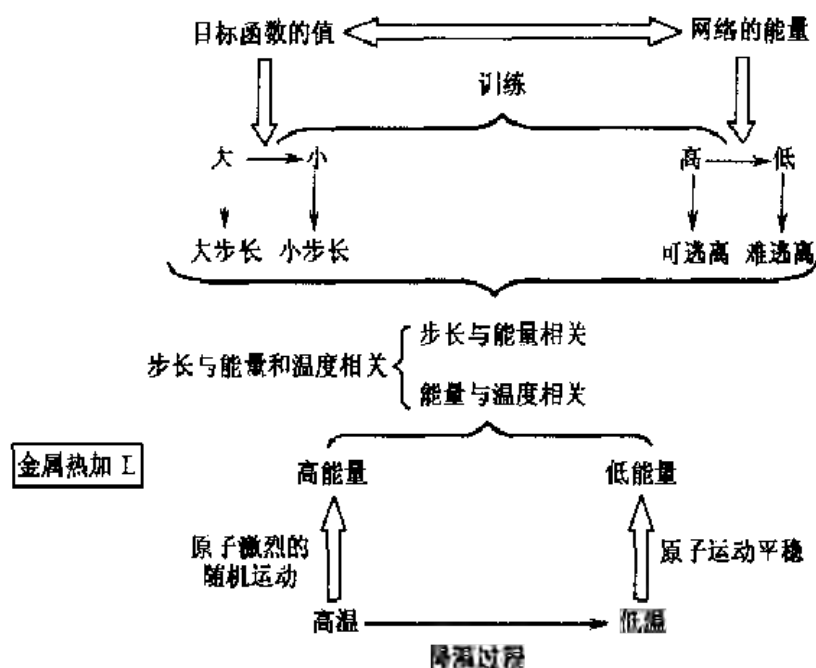 目标函数的值 网络的能量
训练
大 小 高 低
大步长 小步长 可逃离 难逃离
步长与能量相关
步长与能量和温度相关
能量与温度相关
金属热加工
高能量 低能量
原子激烈的
随机运动
原子运动平稳
高温 低温
降温过程